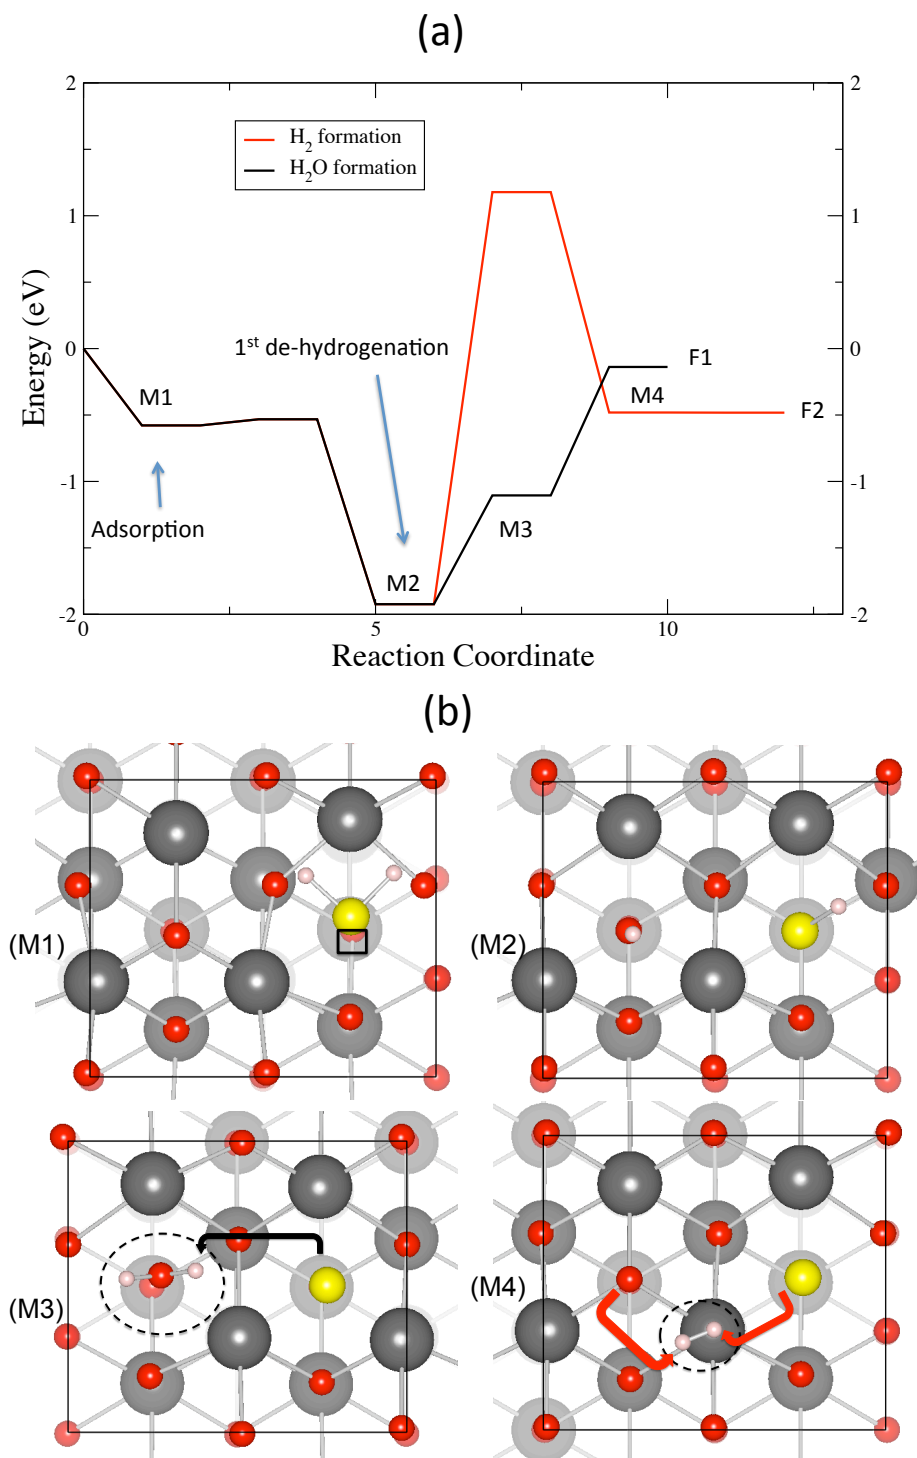 (a)
2
2
H2 formation
H2O formation
1
1
Energy (eV)
1st de-hydrogenation
0
0
F1
M1
M4
F2
-1
-1
M3
Adsorption
M2
-2
-2
0
5
10
Reaction Coordinate
(b)
(M1)
(M2)
(M3)
(M4)